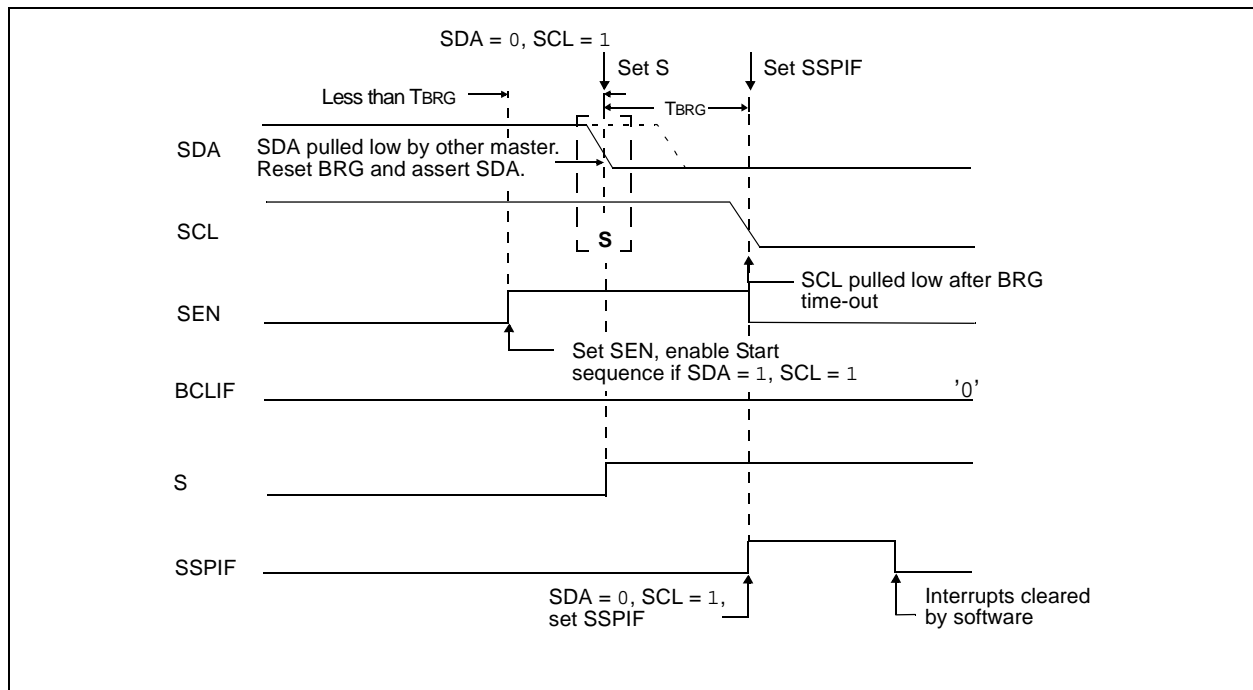 SDA = 0, SCL = 1
Set S
Set SSPIF
Less than TBRG
TBRG
SDA
SDA pulled low by other master.
Reset BRG and assert SDA.
SCL
S
SCL pulled low after BRG
time-out
SEN
Set SEN, enable Start
sequence if SDA = 1, SCL = 1
BCLIF
’0’
S
SSPIF
SDA = 0, SCL = 1,
set SSPIF
Interrupts cleared
by software